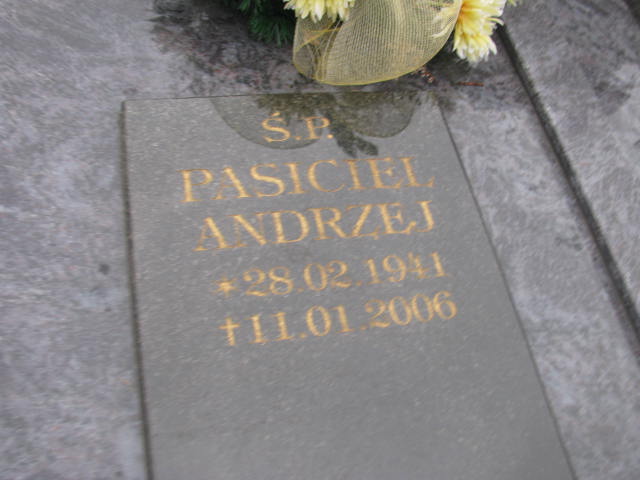 Ś.P.
PASICIEL
ANDRZEJ
* 28.02.1941
† 11.01.2006